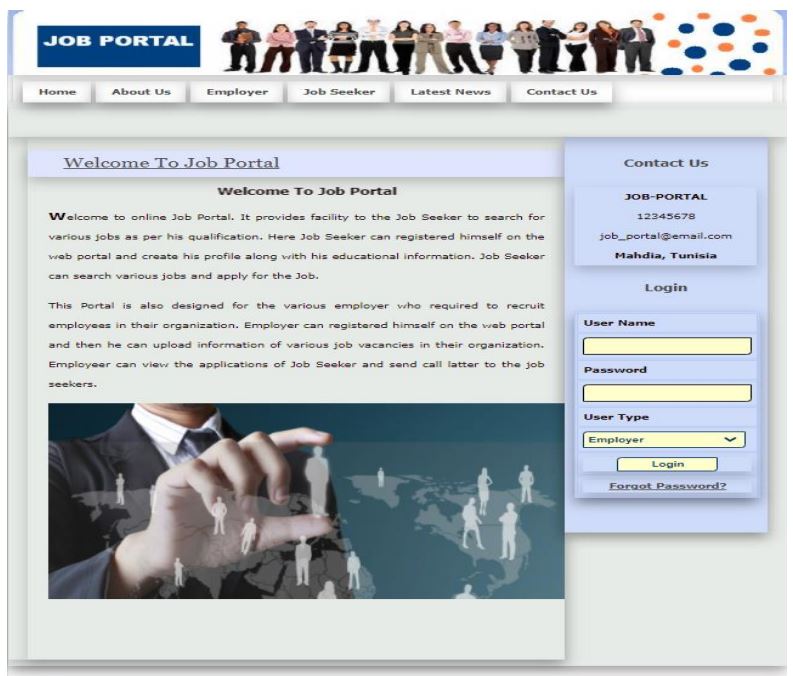 JOB PORTAL
Home About Us Employer Job Seeker Latest News Contact Us
Welcome To Job Portal
Welcome To Job Portal
Welcome to online Job Portal. It provides facility to the Job Seeker to search for
various jobs as per his qualification. Here Job Seeker can registered himself on the
web portal and create his profile along with his educational information. Job Seeker
can search various jobs and apply for the Job.
This Portal is also designed for the various employer who required to recruit
employees in their organization. Employer can registered himself on the web portal
and then he can upload information of various job vacancies in their organization.
Employeer can view the applications of Job Seeker and send call latter to the job
seekers.
Contact Us
JOB-PORTAL
12345678
job_portal@email.com
Mahdia, Tunisia
Login
User Name
Password
User Type
Employer
Login
Forgot Password?